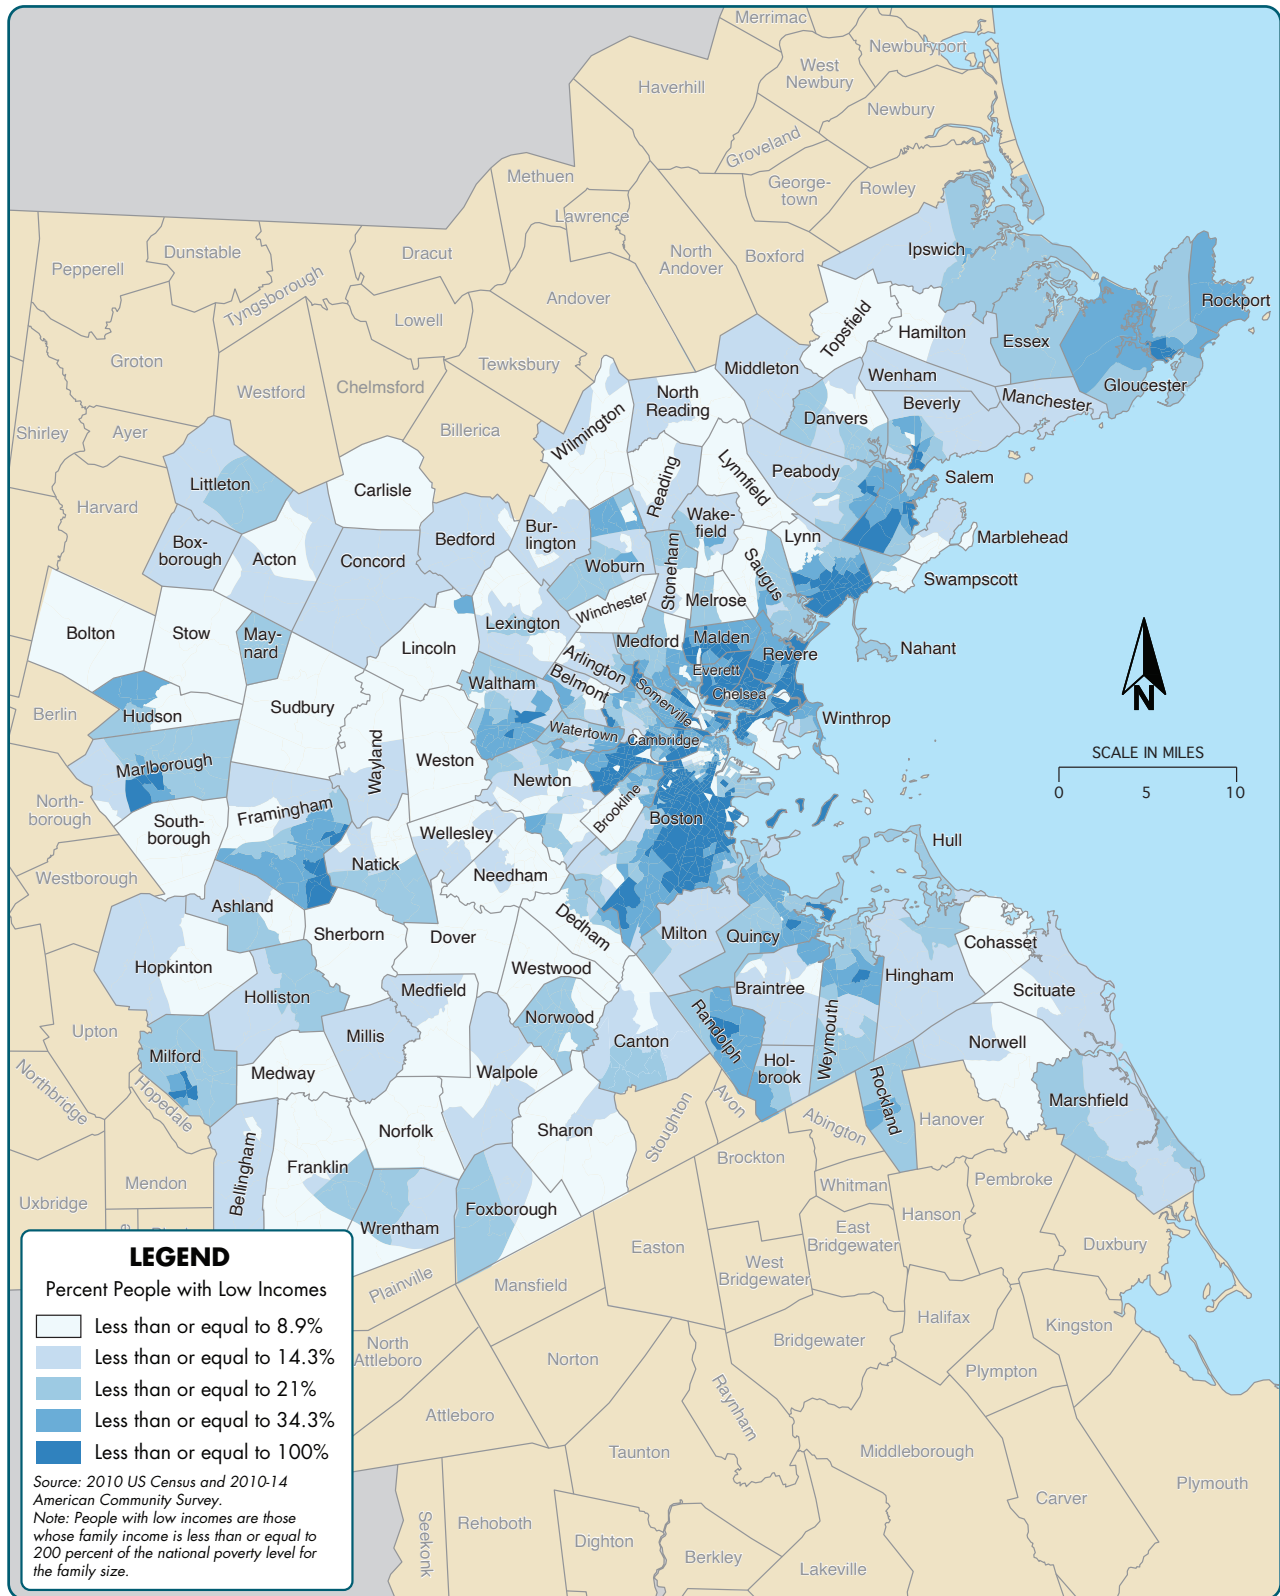 Merrimac
Newburyport
West
Newbury
Haverhill
Newbury
Groveland
Methuen
George-
town
Rowley
Lawrence
Dunstable
Dracut
North
Andover
Boxford
Ipswich
Pepperell
Tyngsborough
Andover
Rockport
Lowell
Topsfield
Hamilton
Essex
Groton
Tewksbury
Middleton
Wenham
Gloucester
Westford
Chelmsford
North
Reading
Beverly
Manchester
Danvers
Shirley
Ayer
Billerica
Wilmington
Lynnfield
Peabody
Salem
Littleton
Carlisle
Reading
Harvard
Wake-
field
Marblehead
Box-
borough
Acton
Concord
Bedford
Bur-
lington
Lynn
Woburn
Stoneham
Saugus
Swampscott
Winchester
Melrose
Bolton
Stow
May-
nard
Lincoln
Lexington
Medford
Malden
Revere
Nahant
Arlington
Everett
Belmont
Waltham
Somerville
Chelsea
Berlin
Hudson
Sudbury
Winthrop
Watertown
Cambridge
Wayland
Weston
Marlborough
Newton
N
SCALE IN MILES
0 5 10
North-
borough
Framingham
Brookline
Boston
South-
borough
Wellesley
Hull
Natick
Needham
Westborough
Ashland
Dedham
Sherborn
Dover
Milton
Quincy
Cohasset
Hopkinton
Westwood
Hingham
Braintree
Scituate
Holliston
Medfield
Norwood
Randolph
Weymouth
Upton
Millis
Canton
Norwell
Milford
Hol-
brook
Medway
Walpole
Northbridge
Hopedale
Rockland
Marshfield
Stoughton
Avon
Abington
Hanover
Norfolk
Sharon
Bellingham
Franklin
Brockton
Mendon
Whitman
Pembroke
Uxbridge
Wrentham
Foxborough
Hanson
East
Bridgewater
Easton
West
Bridgewater
Duxbury
Plainville
Mansfield
Halifax
Kingston
North
Attleboro
Norton
Bridgewater
Plympton
Raynham
Attleboro
Taunton
Middleborough
Plymouth
Carver
Seekonk
Rehoboth
Dighton
Berkley
Lakeville
LEGEND
Percent People with Low Incomes
Less than or equal to 8.9%
Less than or equal to 14.3%
Less than or equal to 21%
Less than or equal to 34.3%
Less than or equal to 100%
Source: 2010 US Census and 2010-14
American Community Survey.
Note: People with low incomes are those
whose family income is less than or equal to
200 percent of the national poverty level for
the family size.